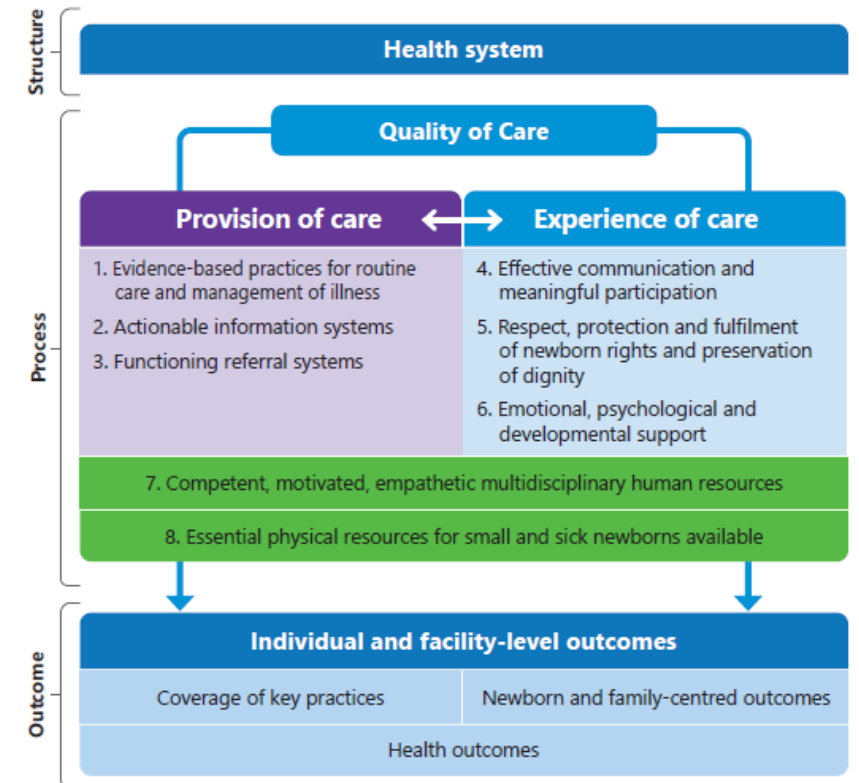 Structure
Health system
Process
Quality of Care
Provision of care
Experience of care
1. Evidence-based practices for routine
care and management of illness
2. Actionable information systems
3. Functioning referral systems
4. Effective communication and
meaningful participation
5. Respect, protection and fulfilment
of newborn rights and preservation
of dignity
6. Emotional, psychological and
developmental support
7. Competent, motivated, empathetic multidisciplinary human resources
8. Essential physical resources for small and sick newborns available
Outcome
Individual and facility-level outcomes
Coverage of key practices
Newborn and family-centred outcomes
Health outcomes